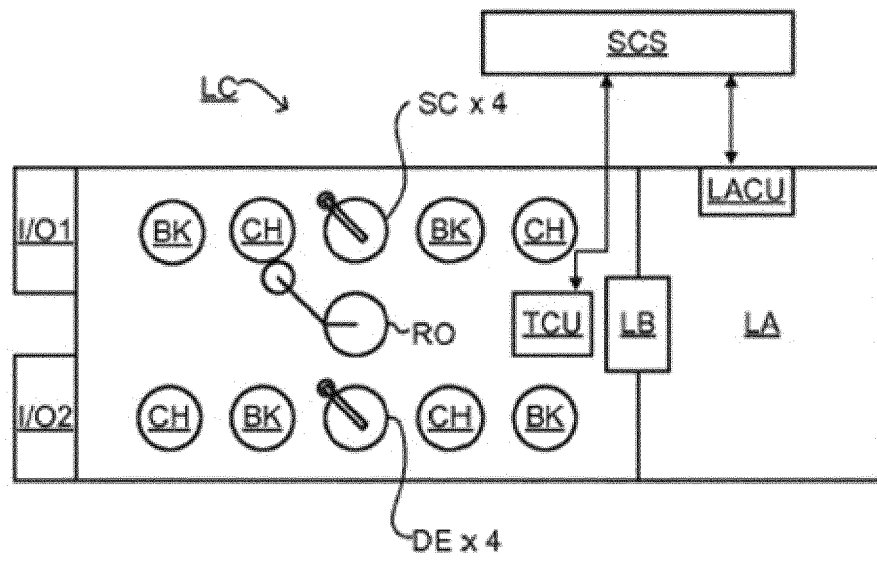 SCS
LC
SC x 4
LACU
I/O1
BK
CH
BK
CH
RO
TCU
LB
LA
I/O2
CH
BK
CH
BK
DE x 4